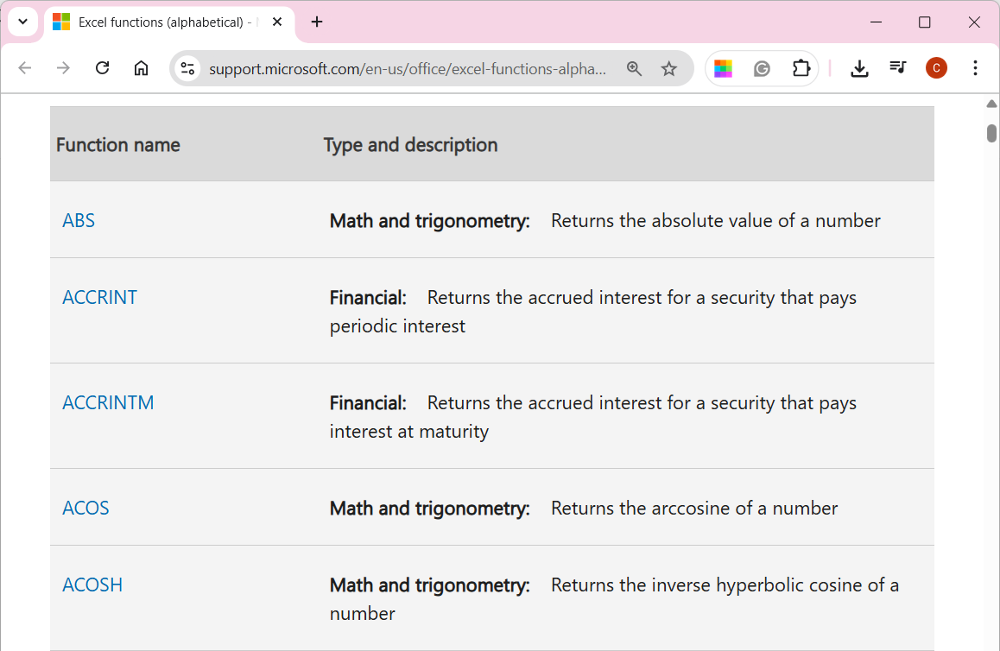 Excel functions (alphabetical) -
support.microsoft.com/en-us/office/excel-functions-alpha...
C
Function name Type and description
ABS Math and trigonometry: Returns the absolute value of a number
ACCRINT Financial: Returns the accrued interest for a security that pays
periodic interest
ACCRINTM Financial: Returns the accrued interest for a security that pays
interest at maturity
ACOS Math and trigonometry: Returns the arccosine of a number
ACOSH Math and trigonometry: Returns the inverse hyperbolic cosine of a
number